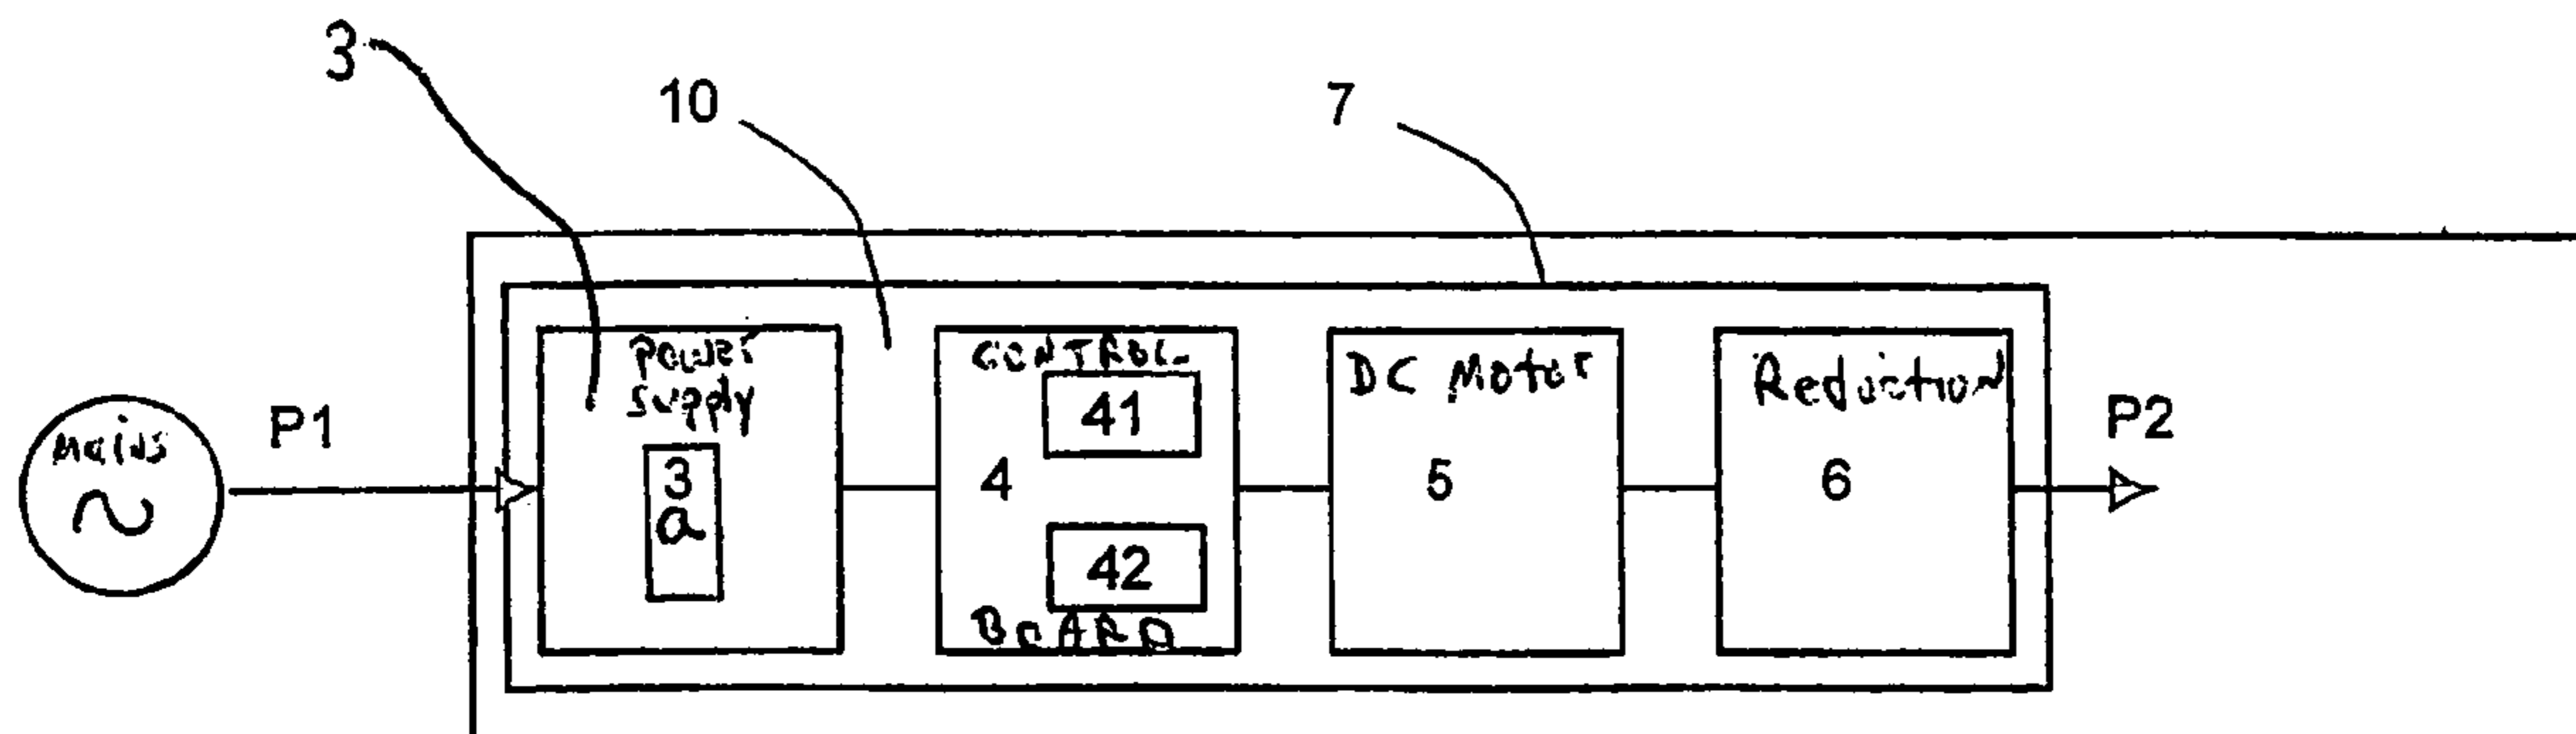 3
10
7
Mains
P1
Power
Supply
3
a
CONTROL
41
4
42
BOARD
DC Motor
5
Reduction
6
P2